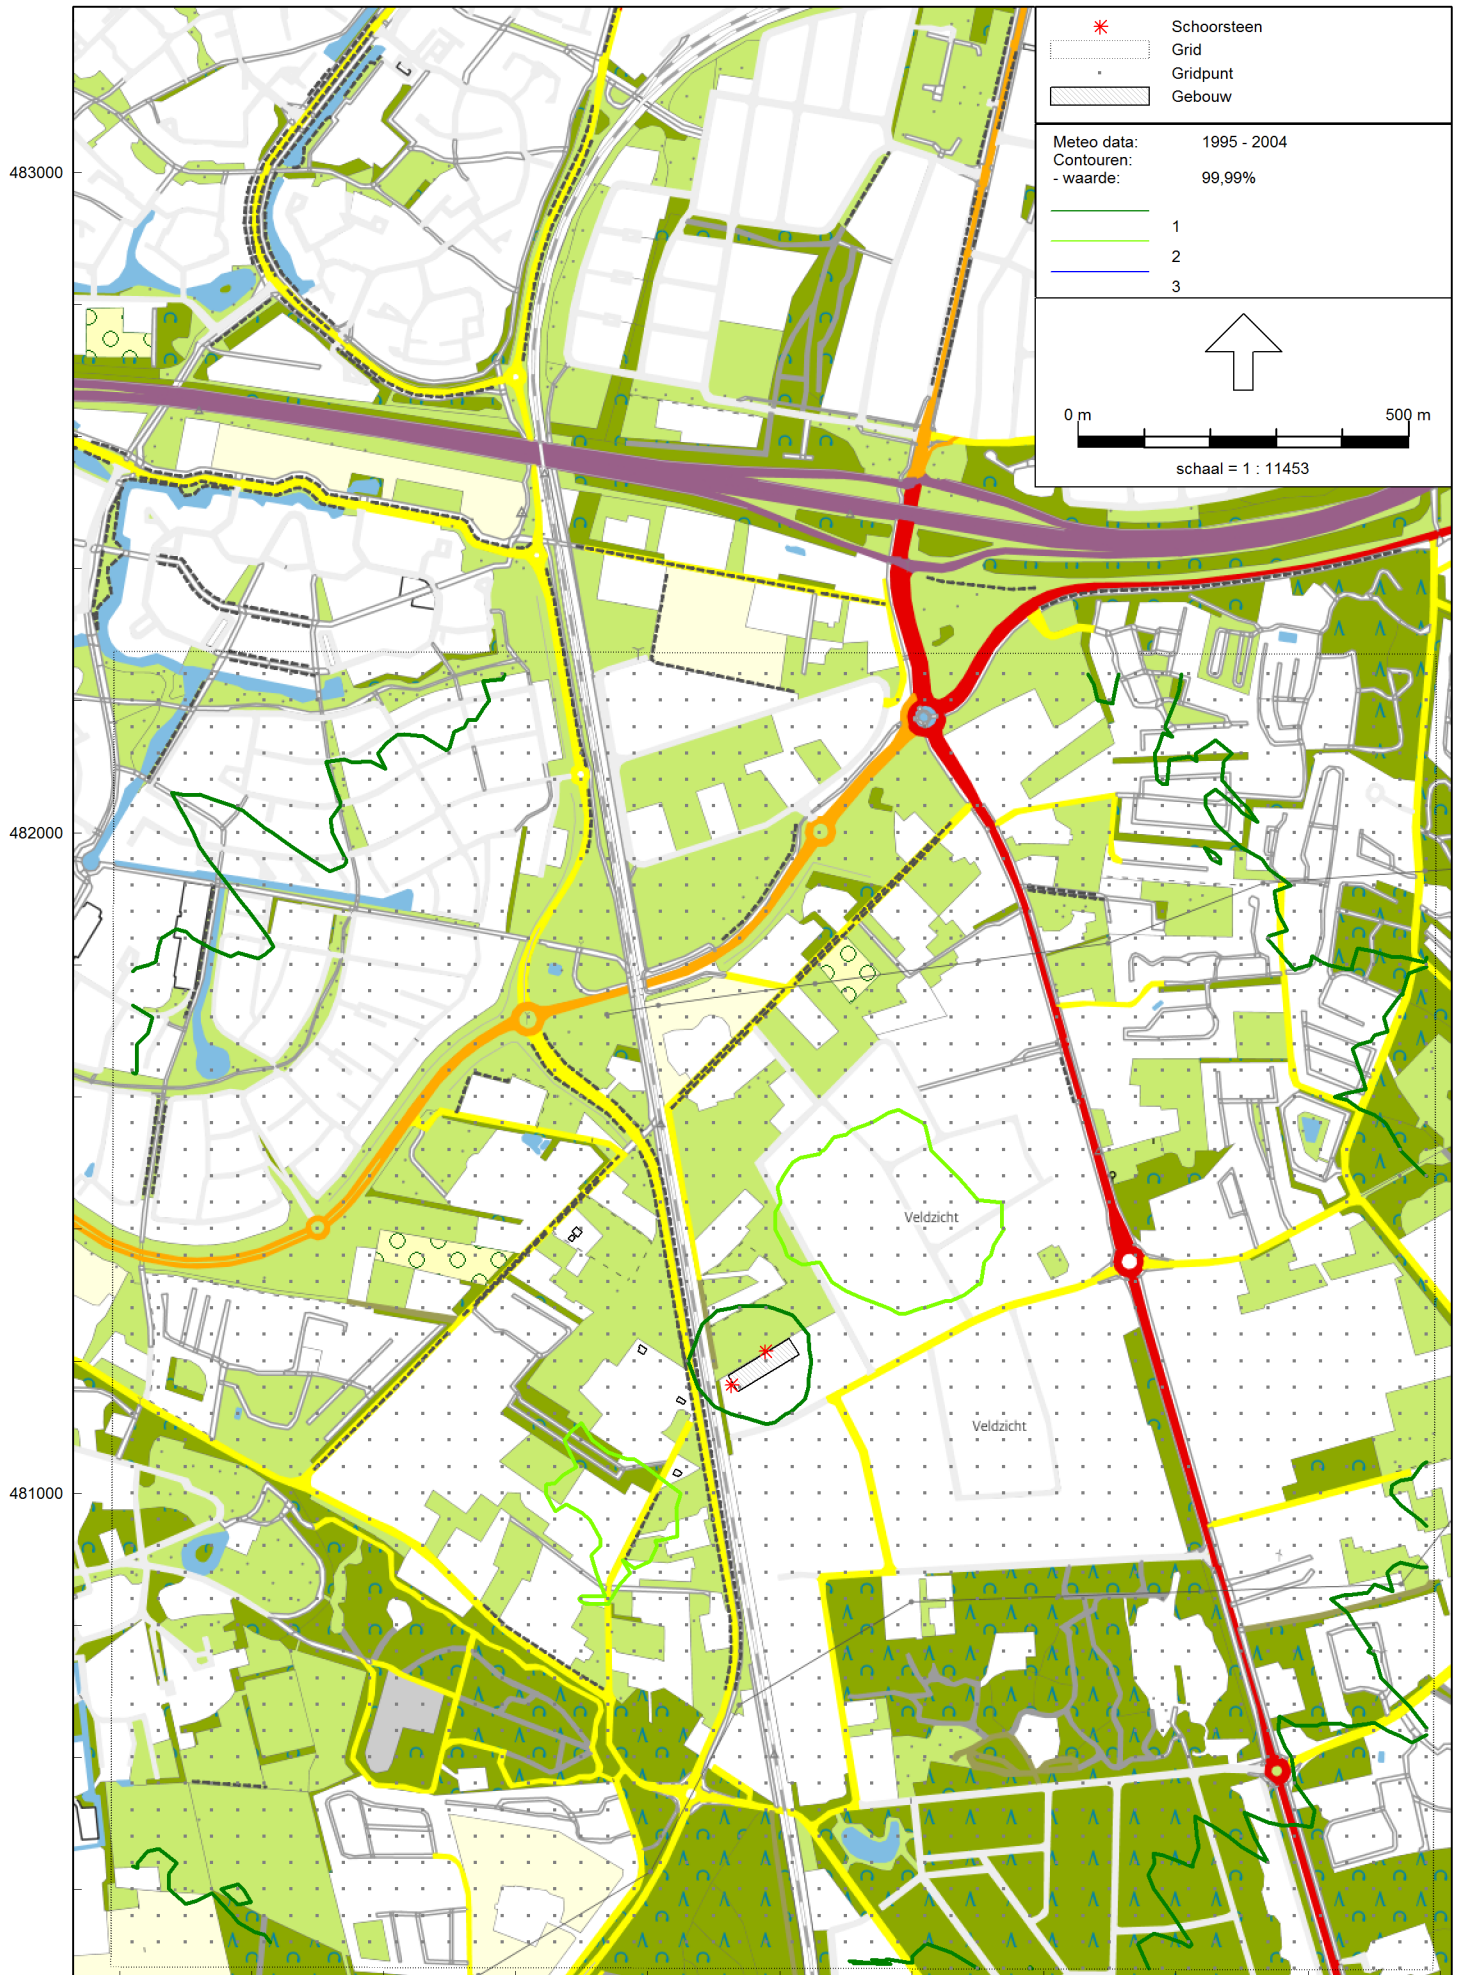 Schoorsteen
Grid
Gridpunt
Gebouw
Meteo data: 1995 - 2004
Contouren:
- waarde: 99,99%
1
2
3
0 m 500 m
schaal = 1 : 11453
483000
482000
481000
Veldzicht
Veldzicht